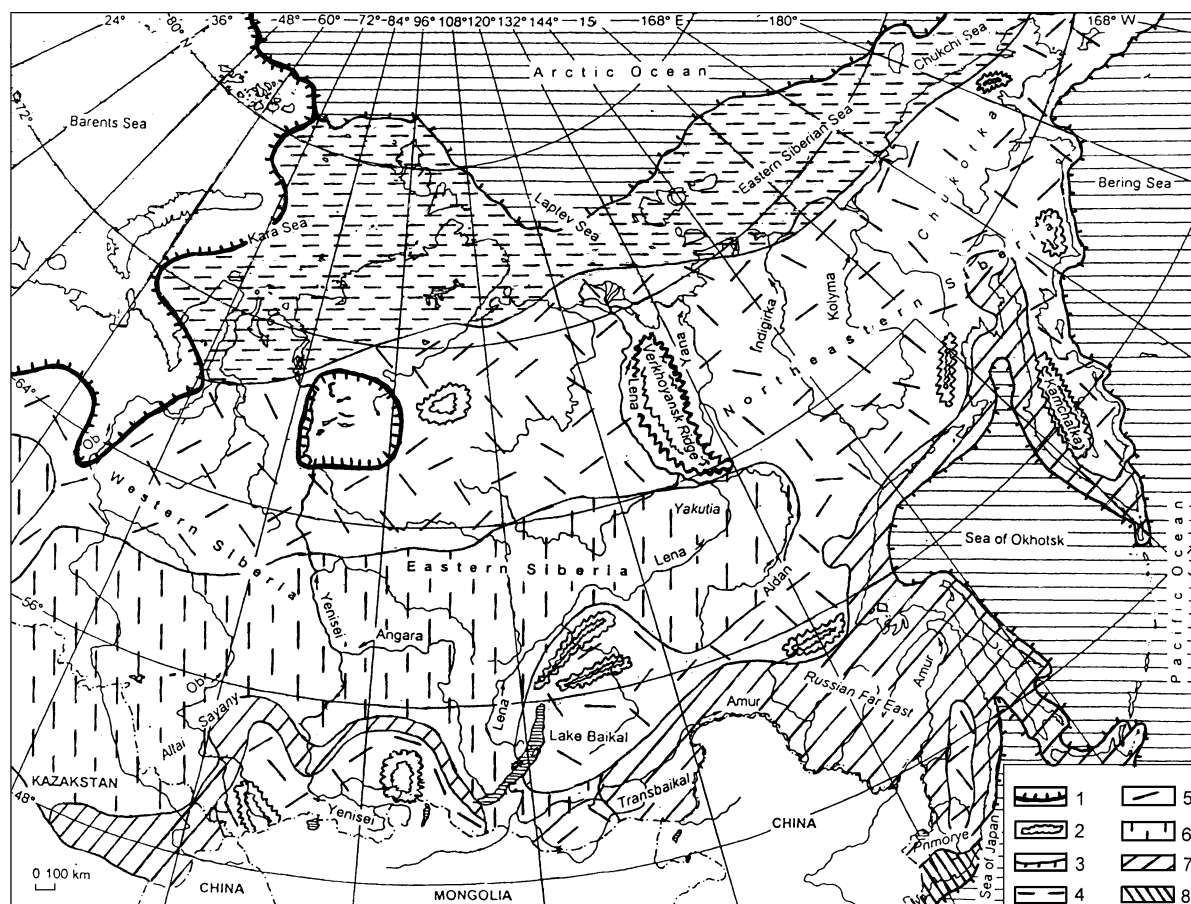 24° 80° N 36° 48° 60° 72° 84° 96° 108° 120° 132° 144° 15 168° E 180° 168° W
Chukchi Sea
Arctic Ocean
72°
Barents Sea
Eastern Siberian Sea
Chukotka
Bering Sea
Laptev Sea
Kara Sea
Kolyma
Indigirka
Yana
Northeastern Siberia
64°
Lena
Verkhoyansk Ridge
Kamchatka
Ob
Western Siberia
Yakutia
Sea of Okhotsk
Pacific Ocean
Eastern Siberia
Lena
Aldan
56°
Yenisei
Angara
Ob
Sayany
Altai
Lena
Lake Baikal
Amur
Russian Far East
Amur
KAZAKSTAN
48°
Yenisei
Transbaikal
CHINA
Primorye
Sea of Japan
0 100 km
CHINA
MONGOLIA
1 5
2 6
3 7
4 8